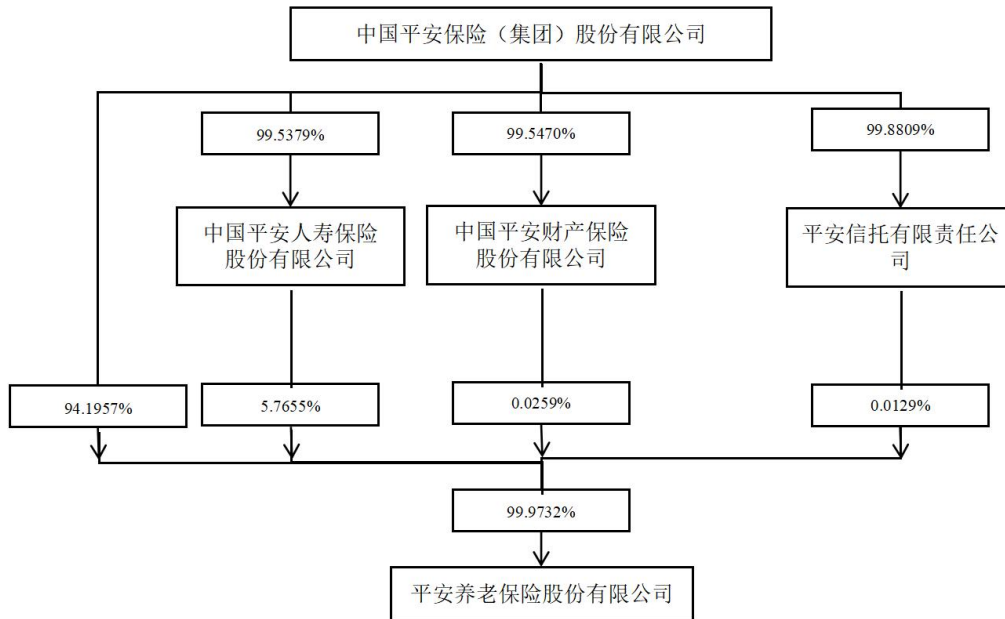 中国平安保险（集团）股份有限公司
99.5379%
99.5470%
99.8809%
中国平安人寿保险
股份有限公司
中国平安财产保险
股份有限公司
平安信托有限责任公
司
94.1957%
5.7655%
0.0259%
0.0129%
99.9732%
平安养老保险股份有限公司